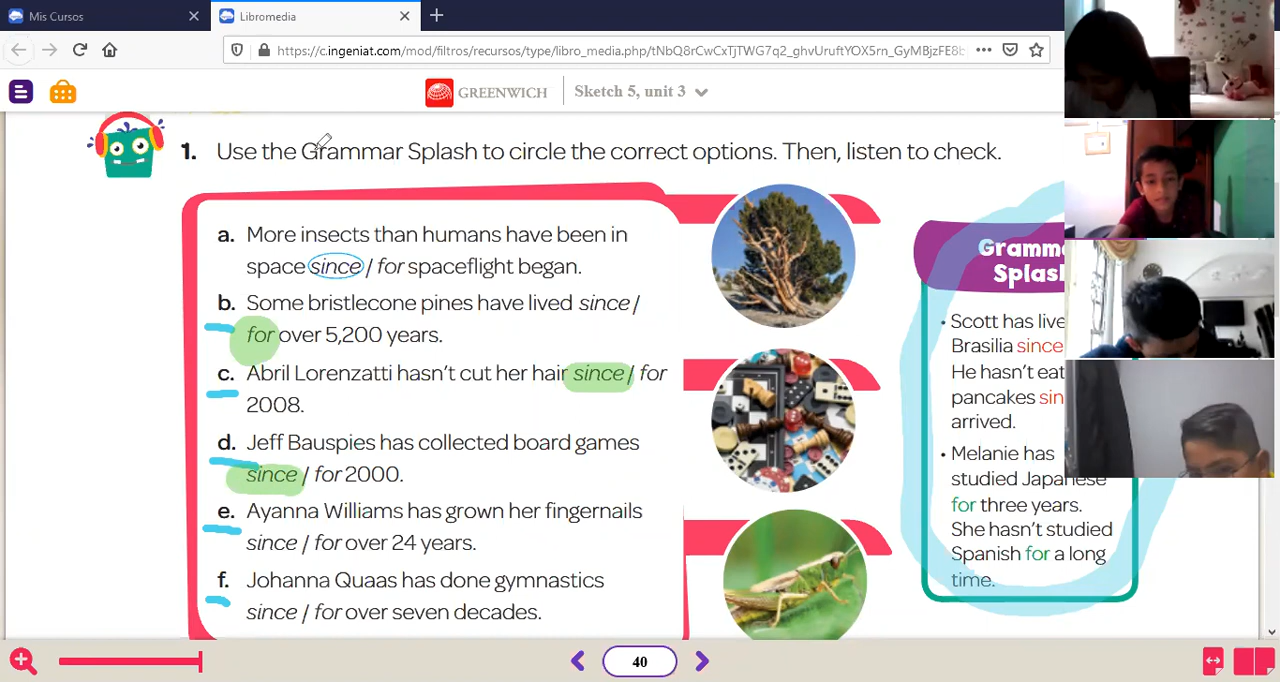 Mis Cursos
Libromedia
https://c.ingeniat.com/mod/filtros/recursos/type/libro_media.php/tNbQ8rCwCxTjTWG7q2_ghvUruftYOX5rn_GyMBjzFE8b
GREENWICH
Sketch 5, unit 3
1. Use the Grammar Splash to circle the correct options. Then, listen to check.
a. More insects than humans have been in
space since / for spaceflight began.
b. Some bristlecone pines have lived since /
for over 5,200 years.
c. Abril Lorenzatti hasn't cut her hair since / for
2008.
d. Jeff Bauspies has collected board games
since / for 2000.
e. Ayanna Williams has grown her fingernails
since / for over 24 years.
f. Johanna Quaas has done gymnastics
since / for over seven decades.
Splash
• Scott has
Brasilia since
He hasn't
pancakes
arrived.
• Melanie has
studied Japanese
for three years.
She hasn't studied
Spanish for a long
time.
40